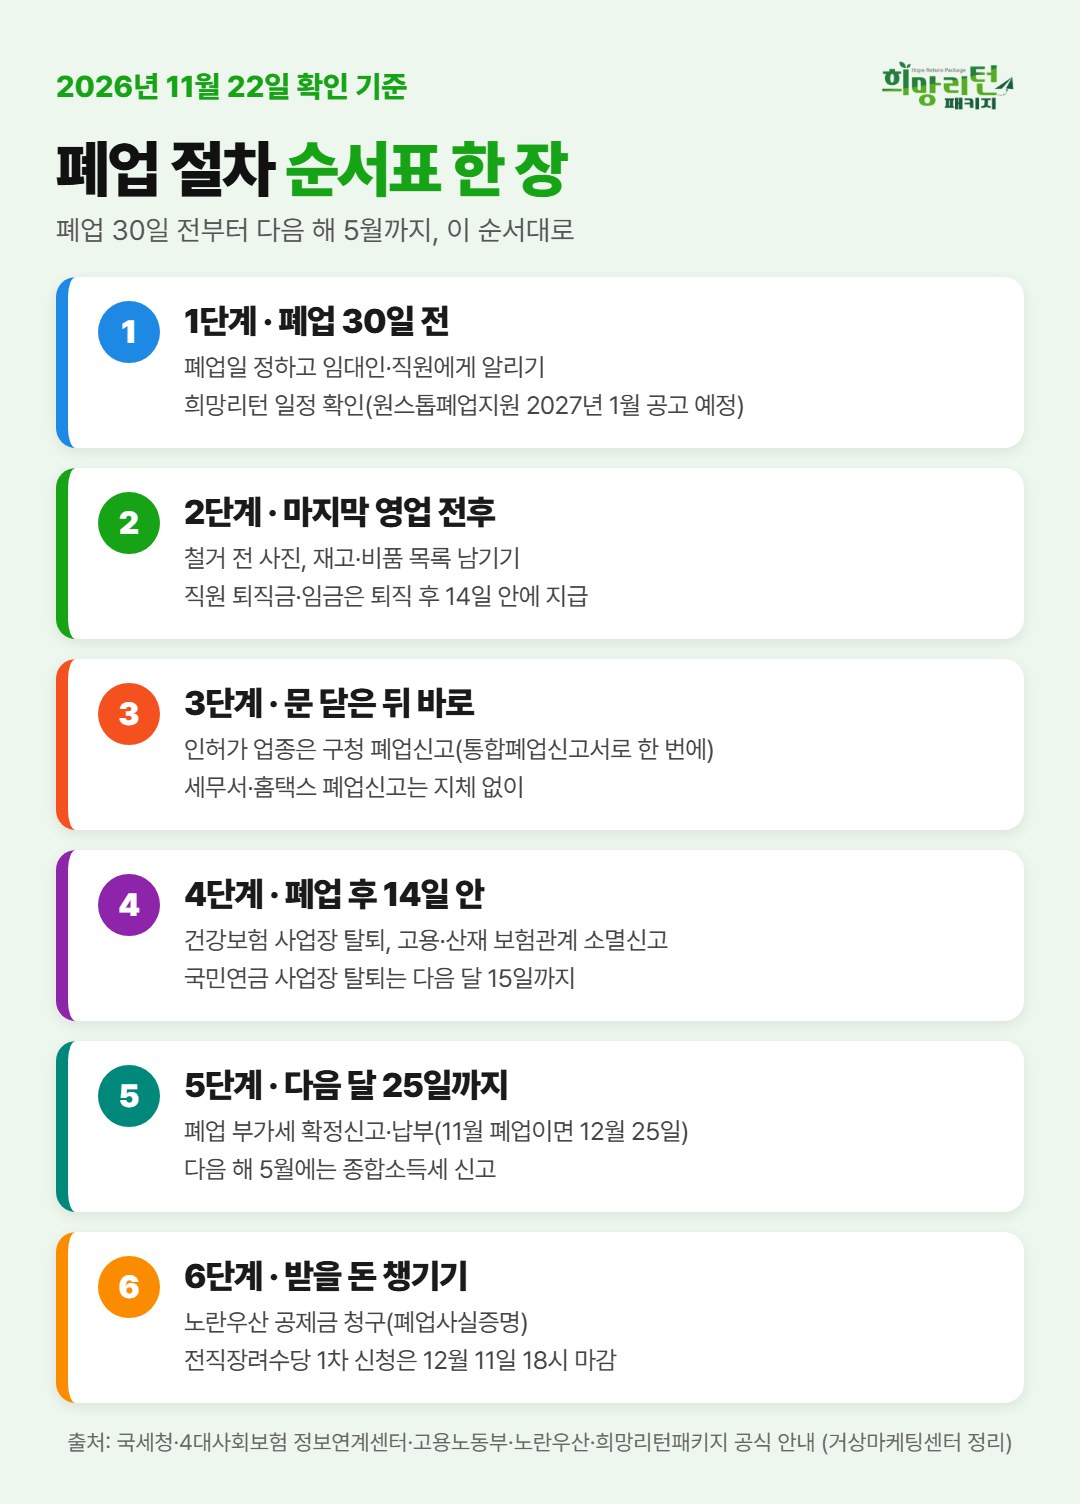 2026년 11월 22일 확인 기준
Hope Return Package
희망리턴
패키지
폐업 절차 순서표 한 장
폐업 30일 전부터 다음 해 5월까지, 이 순서대로
1
1단계 · 폐업 30일 전
폐업일 정하고 임대인·직원에게 알리기
희망리턴 일정 확인(원스톱폐업지원 2027년 1월 공고 예정)
2
2단계 · 마지막 영업 전후
철거 전 사진, 재고·비품 목록 남기기
직원 퇴직금·임금은 퇴직 후 14일 안에 지급
3
3단계 · 문 닫은 뒤 바로
인허가 업종은 구청 폐업신고(통합폐업신고서로 한 번에)
세무서·홈택스 폐업신고는 지체 없이
4
4단계 · 폐업 후 14일 안
건강보험 사업장 탈퇴, 고용·산재 보험관계 소멸신고
국민연금 사업장 탈퇴는 다음 달 15일까지
5
5단계 · 다음 달 25일까지
폐업 부가세 확정신고·납부(11월 폐업이면 12월 25일)
다음 해 5월에는 종합소득세 신고
6
6단계 · 받을 돈 챙기기
노란우산 공제금 청구(폐업사실증명)
전직장려수당 1차 신청은 12월 11일 18시 마감
출처: 국세청·4대사회보험 정보연계센터·고용노동부·노란우산·희망리턴패키지 공식 안내 (거상마케팅센터 정리)